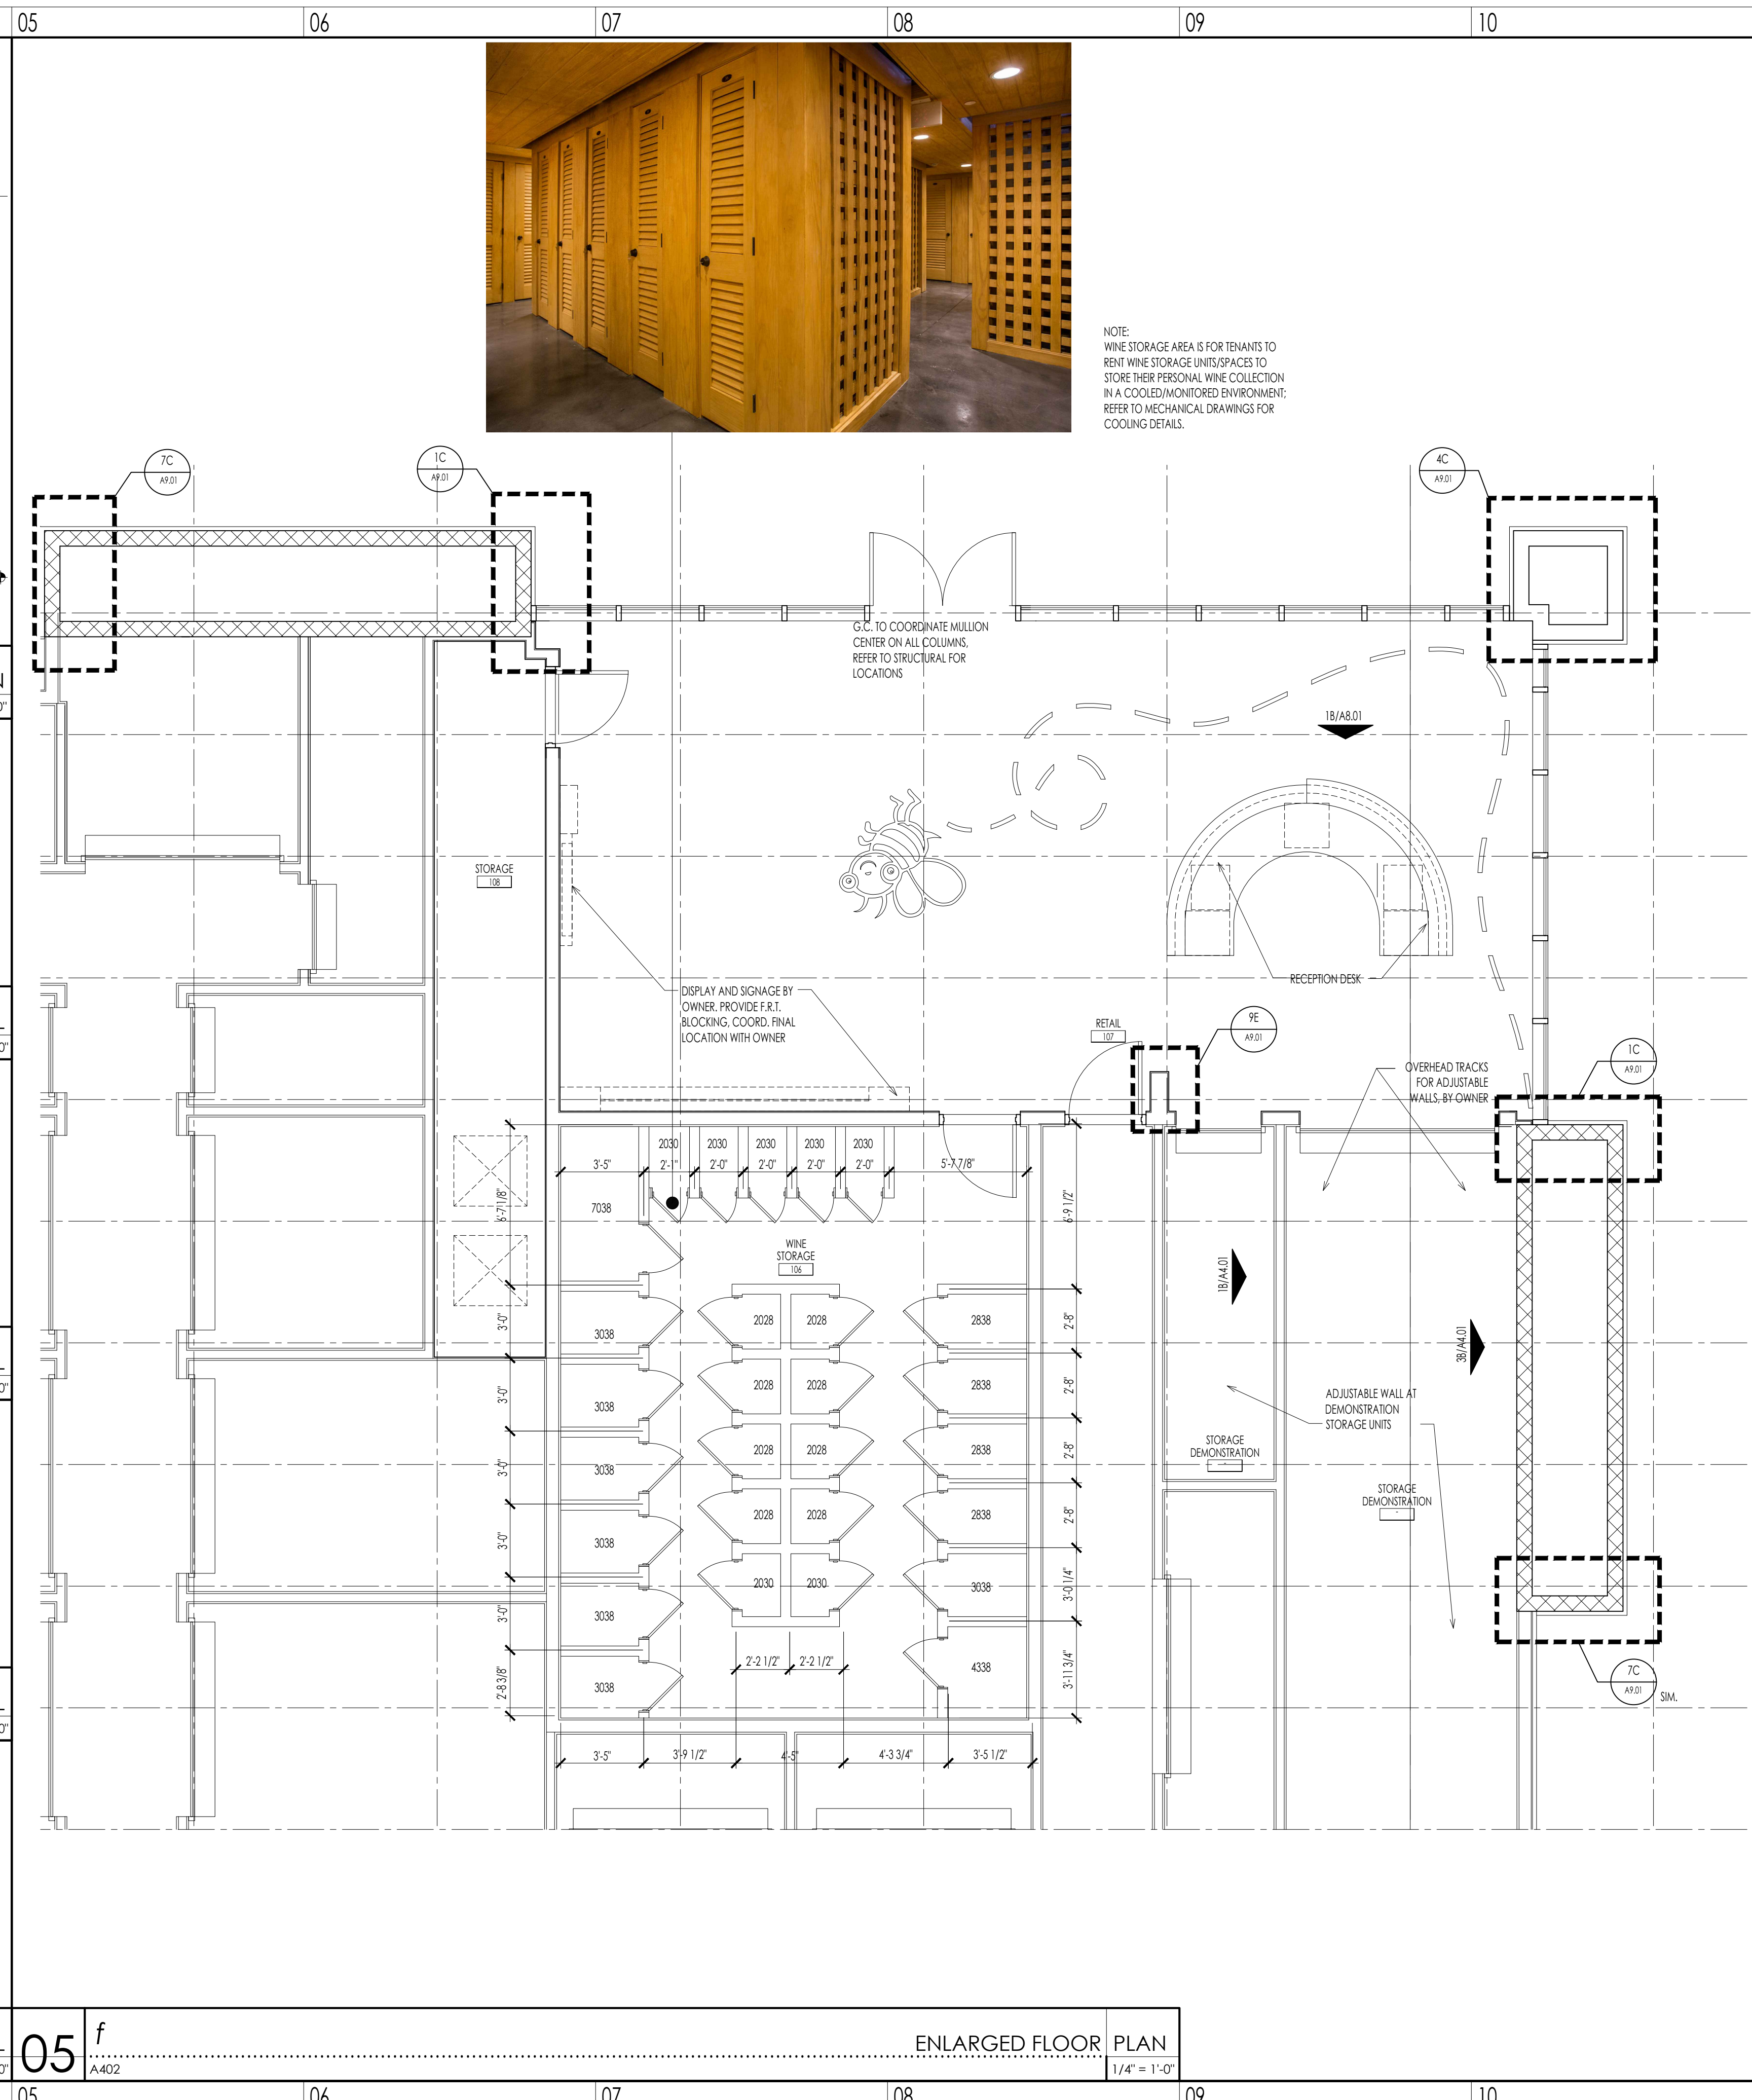 05
06
07
08
09
10
NOTE:
WINE STORAGE AREA IS FOR TENANTS TO
RENT WINE STORAGE UNITS/SPACES TO
STORE THEIR PERSONAL WINE COLLECTION
IN A COOLED/MONITORED ENVIRONMENT;
REFER TO MECHANICAL DRAWINGS FOR
COOLING DETAILS.
7C
A9.01
1C
A9.01
4C
A9.01
G.C. TO COORDINATE MULLION
CENTER ON ALL COLUMNS,
REFER TO STRUCTURAL FOR
LOCATIONS
1B/A8.01
STORAGE
108
DISPLAY AND SIGNAGE BY
OWNER. PROVIDE F.R.T.
BLOCKING, COORD. FINAL
LOCATION WITH OWNER
RECEPTION DESK
RETAIL
107
9E
A9.01
OVERHEAD TRACKS
FOR ADJUSTABLE
WALLS, BY OWNER
1C
A9.01
2030
2030
2030
2030
2030
3'-5"
2'-1"
2'-0"
2'-0"
2'-0"
2'-0"
5'-7 7/8"
6'-7 1/8"
7038
6'-9 1/2"
WINE
STORAGE
106
1B/A4.01
3'-0"
3038
2028
2028
2838
2'-8"
3B/A4.01
3'-0"
3038
2028
2028
2838
2'-8"
ADJUSTABLE WALL AT
DEMONSTRATION
STORAGE UNITS
3'-0"
3038
2028
2028
2838
2'-8"
STORAGE
DEMONSTRATION
-
STORAGE
DEMONSTRATION
-
3'-0"
3038
2028
2028
2838
2'-8"
3'-0"
3038
2030
2030
3038
3'-0 1/4"
2'-8 3/8"
3038
2'-2 1/2"
2'-2 1/2"
4338
3'-11 3/4"
7C
A9.01
SIM.
3'-5"
3'-9 1/2"
4'-5"
4'-3 3/4"
3'-5 1/2"
05
f
A402
ENLARGED FLOOR PLAN
1/4" = 1'-0"
05
06
07
08
09
10